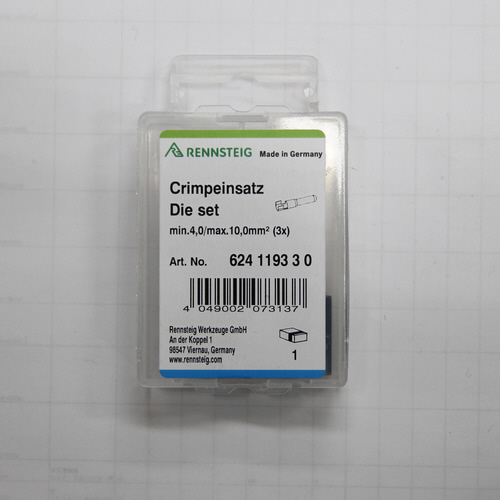 RENNSTEIG Made in Germany
Crimpeinsatz
Die set
min.4,0/max.10,0mm² (3x)
Art. No. 624 1193 3 0
4 049002 073137
Rennsteig Werkzeuge GmbH
An der Koppel 1
98547 Viernau, Germany
www.rennsteig.com
1